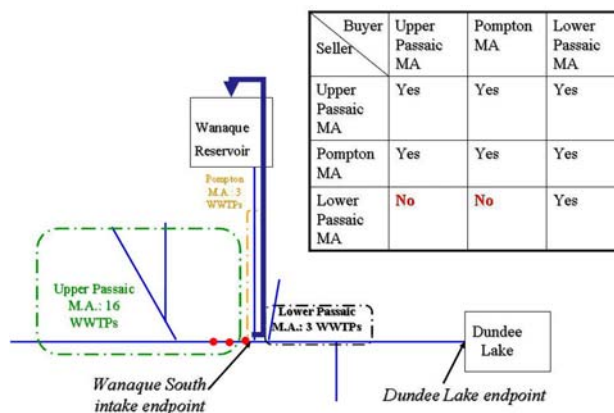 Buyer
Seller
Upper
Passaic
MA
Pompton
MA
Lower
Passaic
MA
Upper
Passaic
MA
Yes
Yes
Yes
Pompton
MA
Yes
Yes
Yes
Lower
Passaic
MA
No
No
Yes
Wanaque
Reservoir
Pompton
M.A.: 3
WWTPs
Upper Passaic
M.A.: 16
WWTPs
Lower Passaic
M.A.: 3 WWTPs
Dundee
Lake
Wanaque South
intake endpoint
Dundee Lake endpoint